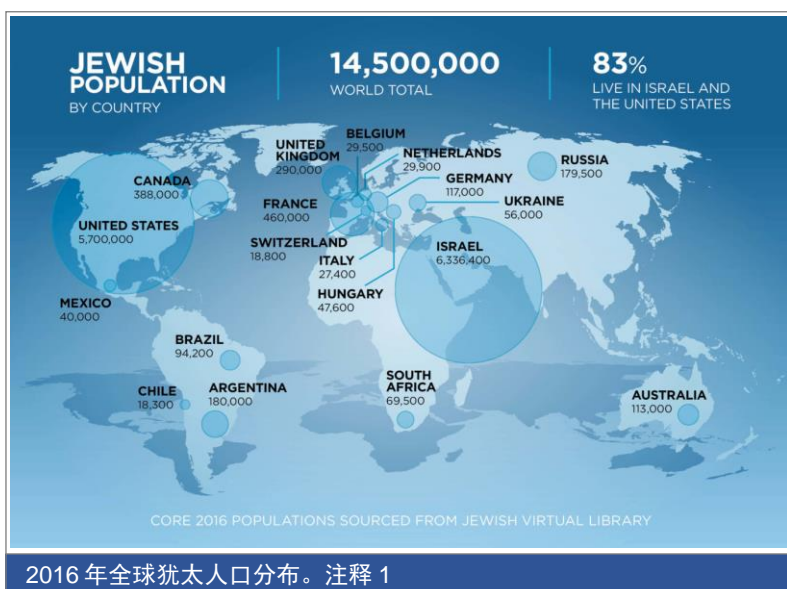 JEWISH
POPULATION
BY COUNTRY
14,500,000
WORLD TOTAL
83%
LIVE IN ISRAEL AND
THE UNITED STATES
BELGIUM
29,500
UNITED
KINGDOM
290,000
NETHERLANDS
29,900
RUSSIA
179,500
CANADA
388,000
GERMANY
117,000
FRANCE
460,000
UKRAINE
56,000
UNITED STATES
5,700,000
SWITZERLAND
18,800
ISRAEL
6,336,400
ITALY
27,400
HUNGARY
47,600
MEXICO
40,000
BRAZIL
94,200
CHILE
18,300
ARGENTINA
180,000
SOUTH
AFRICA
69,500
AUSTRALIA
113,000
CORE 2016 POPULATIONS SOURCED FROM JEWISH VIRTUAL LIBRARY
2016 年全球犹太人口分布。注释 1